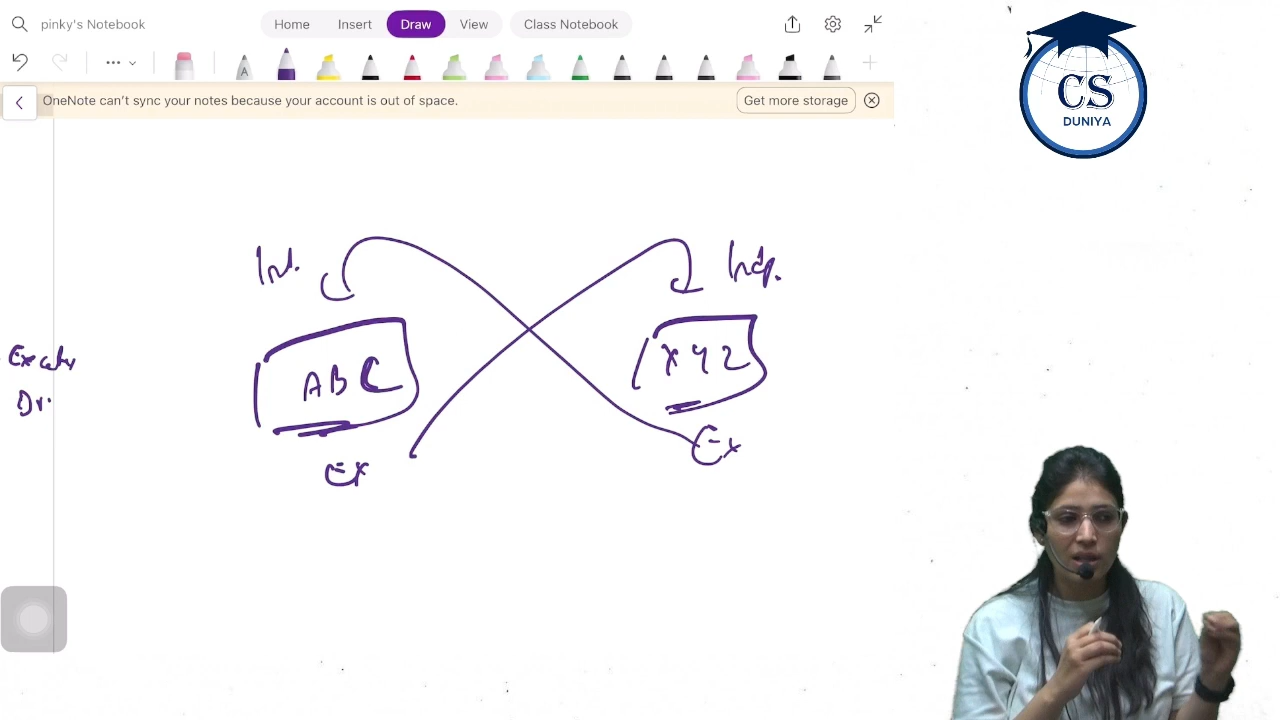 pinky's Notebook
Home Insert Draw View Class Notebook
A
OneNote can't sync your notes because your account is out of space.
Get more storage
CS
DUNIYA
Ind.
Indp.
ABC
XYZ
Dr.
Ex
Ex